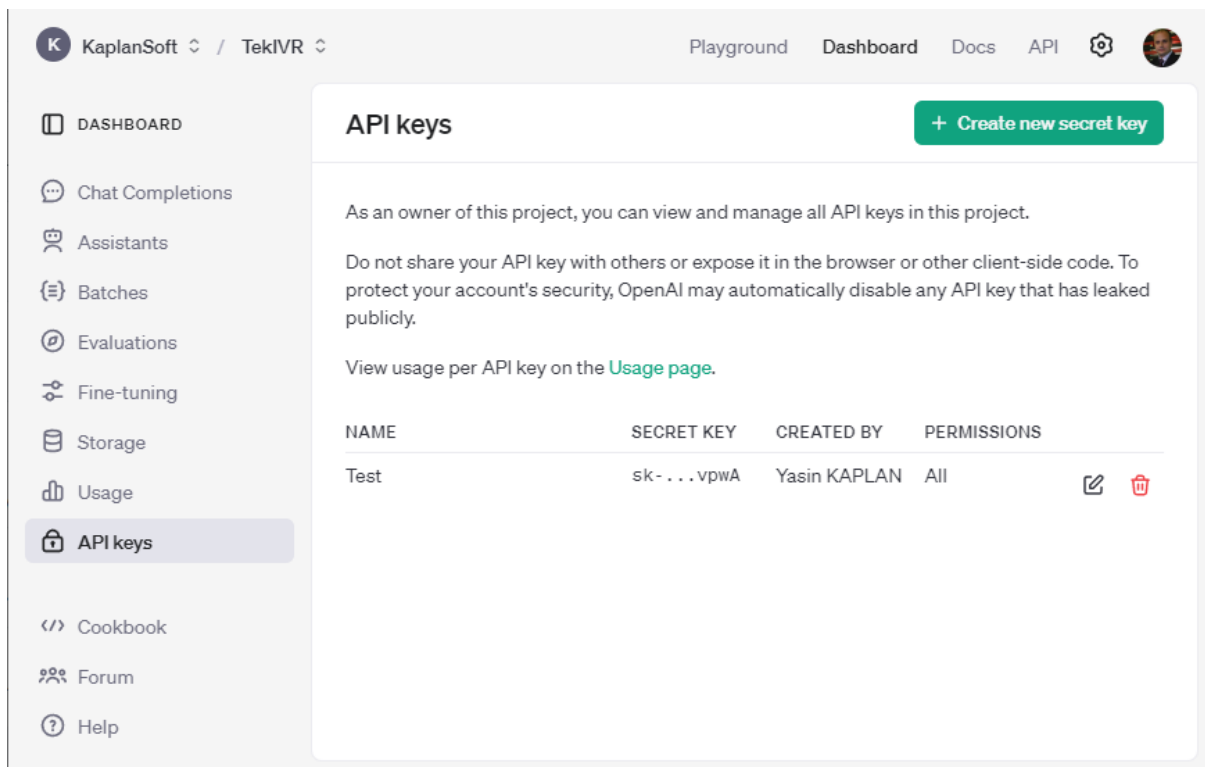 K KaplanSoft / TekIVR Playground Dashboard Docs API
DASHBOARD
Chat Completions
Assistants
Batches
Evaluations
Fine-tuning
Storage
Usage
API keys
Cookbook
Forum
Help
API keys
+ Create new secret key
As an owner of this project, you can view and manage all API keys in this project.
Do not share your API key with others or expose it in the browser or other client-side code. To
protect your account's security, OpenAI may automatically disable any API key that has leaked
publicly.
View usage per API key on the Usage page.
NAME SECRET KEY CREATED BY PERMISSIONS
Test sk-...vpwA Yasin KAPLAN All